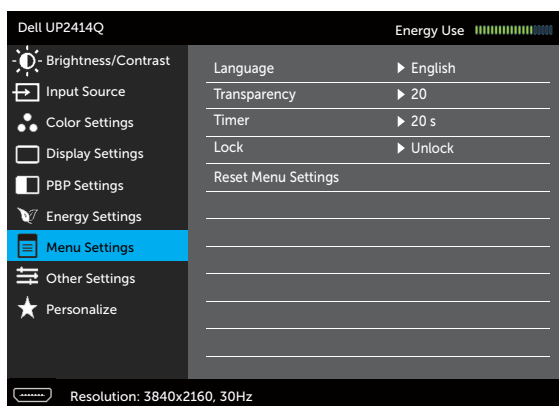 Dell UP2414Q Energy Use
Brightness/Contrast
Input Source
Color Settings
Display Settings
PBP Settings
Energy Settings
Menu Settings
Other Settings
Personalize
Language English
Transparency 20
Timer 20 s
Lock Unlock
Reset Menu Settings
Resolution: 3840x2160, 30Hz